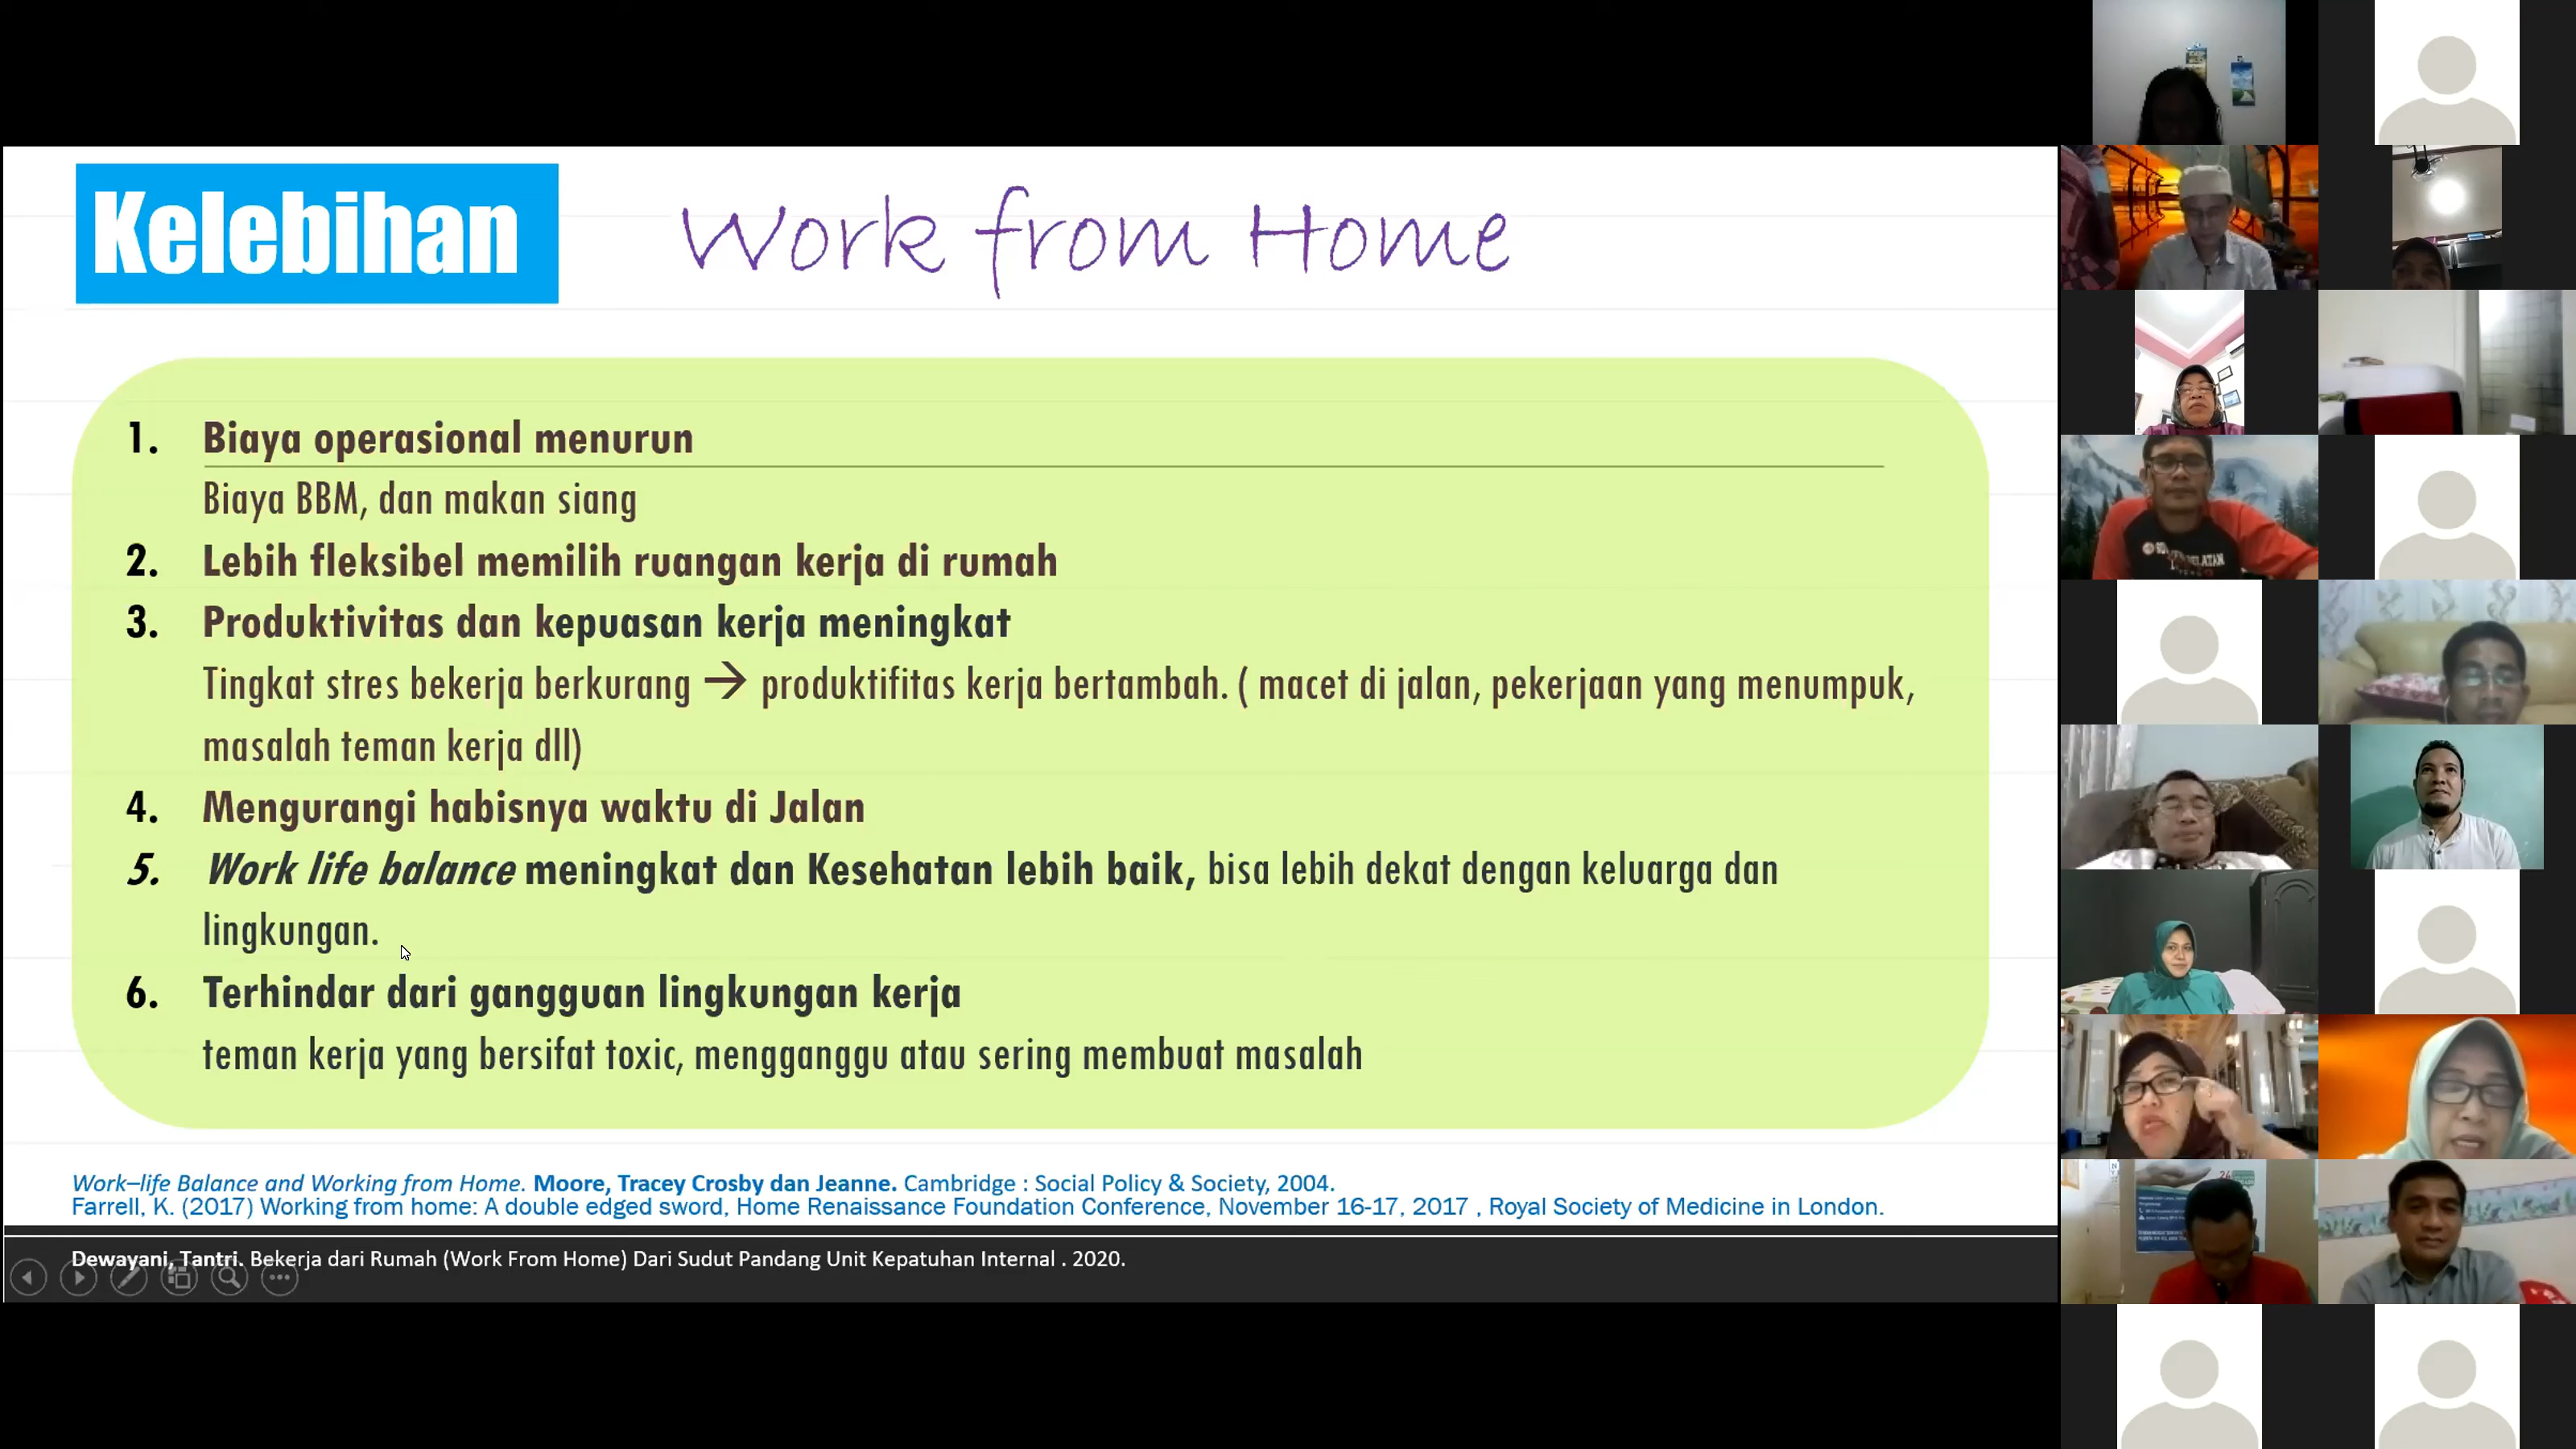 Kelebihan Work from Home
1. Biaya operasional menurun
Biaya BBM, dan makan siang
2. Lebih fleksibel memilih ruangan kerja di rumah
3. Produktivitas dan kepuasan kerja meningkat
Tingkat stres bekerja berkurang → produktifitas kerja bertambah. ( macet di jalan, pekerjaan yang menumpuk,
masalah teman kerja dll)
4. Mengurangi habisnya waktu di Jalan
5. Work life balance meningkat dan Kesehatan lebih baik, bisa lebih dekat dengan keluarga dan
lingkungan.
6. Terhindar dari gangguan lingkungan kerja
teman kerja yang bersifat toxic, mengganggu atau sering membuat masalah
Work–life Balance and Working from Home. Moore, Tracey Crosby dan Jeanne. Cambridge : Social Policy & Society, 2004.
Farrell, K. (2017) Working from home: A double edged sword, Home Renaissance Foundation Conference, November 16-17, 2017 , Royal Society of Medicine in London.
Dewayani, Tantri. Bekerja dari Rumah (Work From Home) Dari Sudut Pandang Unit Kepatuhan Internal . 2020.